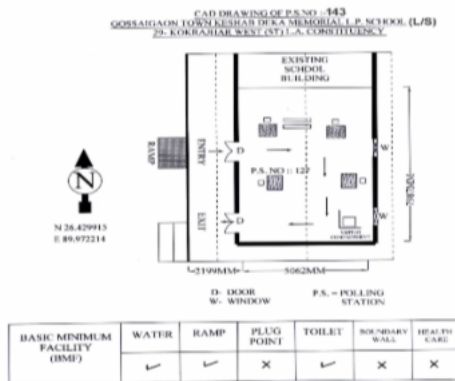 CAD DRAWING OF P.S.NO :-143
GOSSAIGAON TOWN KESHAB DEKA MEMORIAL L.P. SCHOOL (L/S)
29- KOKRAJHAR WEST (ST) L.A. CONSTITUENCY
EXISTING
SCHOOL
BUILDING
RAMP
ENTRY
D
W
P.S. NO :: 127
N
N 26.429915
E 89.972214
EXIT
D
W
2199MM
5062MM
D- DOOR
W- WINDOW
P.S. - POLLING
STATION
BASIC MINIMUM
FACILITY
(BMF)
WATER
RAMP
PLUG
POINT
TOILET
BOUNDARY
WALL
HEALTH
CARE
✓ ✓ × ✓ × ×